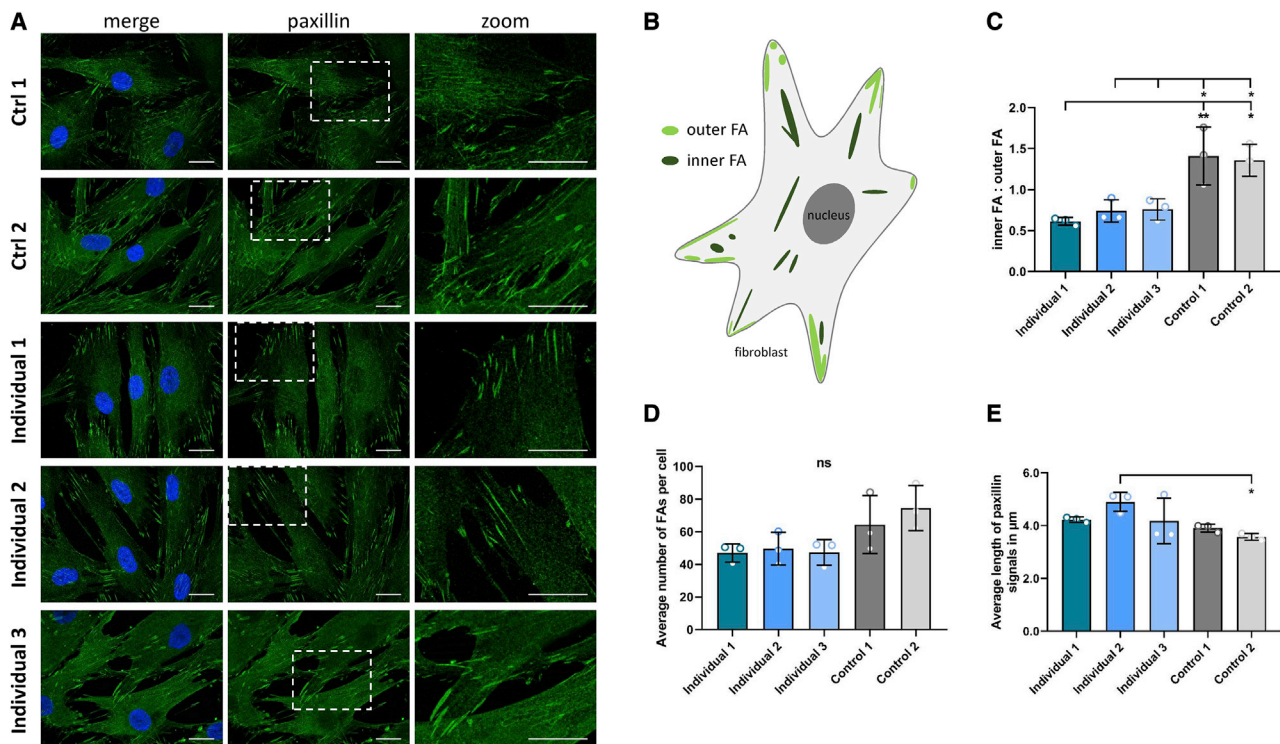 A
merge
paxillin
zoom
Ctrl 1
Ctrl 2
Individual 1
Individual 2
Individual 3
B
outer FA
inner FA
nucleus
fibroblast
C
inner FA : outer FA
2.0
1.5
1.0
0.5
0.0
* *
** *
Individual 1
Individual 2
Individual 3
Control 1
Control 2
D
Average number of FAs per cell
100
80
60
40
20
0
ns
Individual 1
Individual 2
Individual 3
Control 1
Control 2
E
Average length of paxillin
signals in µm
6.0
4.0
2.0
0.0
*
Individual 1
Individual 2
Individual 3
Control 1
Control 2